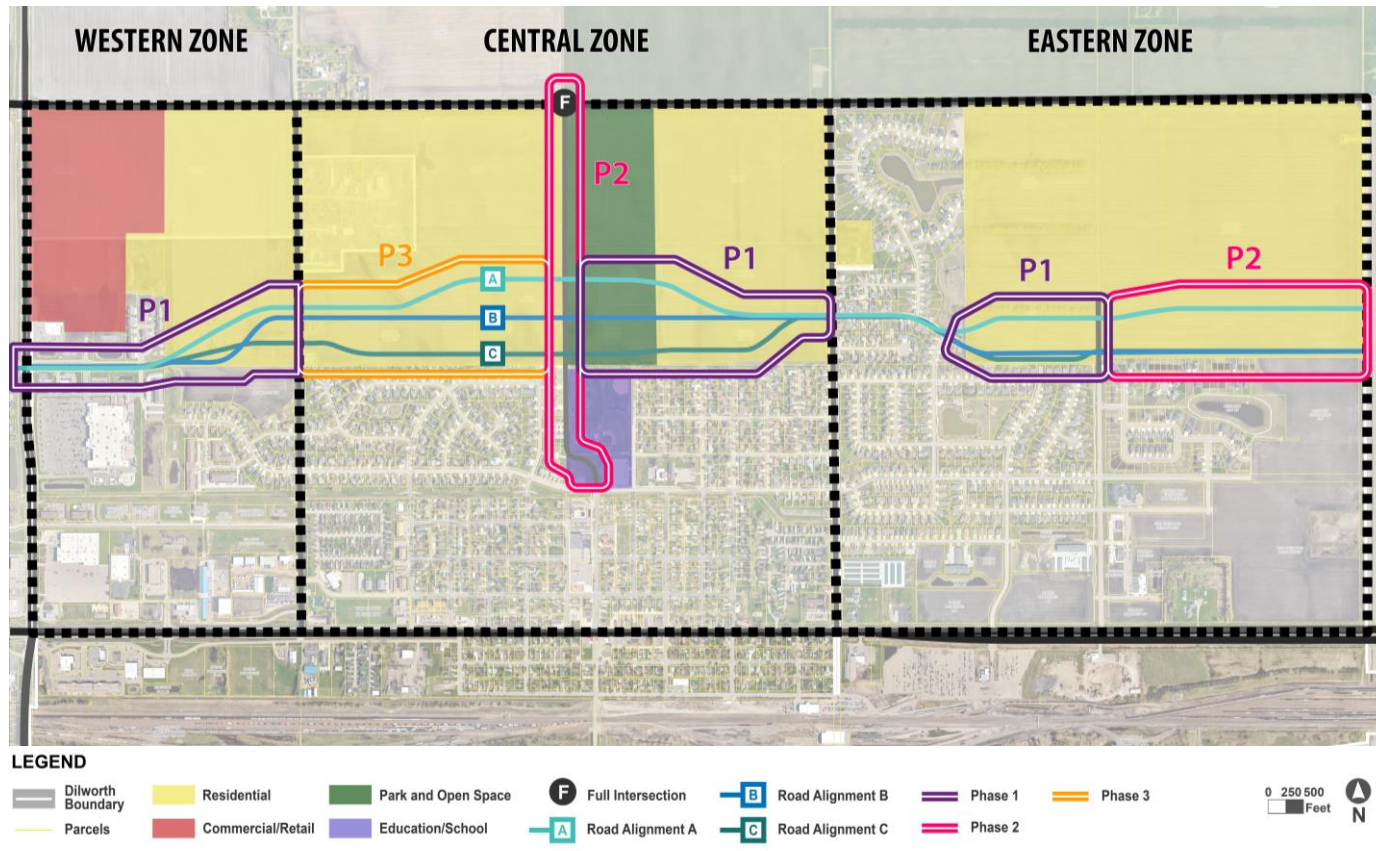 WESTERN ZONE
CENTRAL ZONE
EASTERN ZONE
F
P2
P3
P1
P2
P1
P1
A
B
C
LEGEND
Dilworth
Boundary
Residential
Park and Open Space
F
Full Intersection
B
Road Alignment B
Phase 1
Phase 3
0 250 500
Feet
N
Parcels
Commercial/Retail
Education/School
A
Road Alignment A
C
Road Alignment C
Phase 2